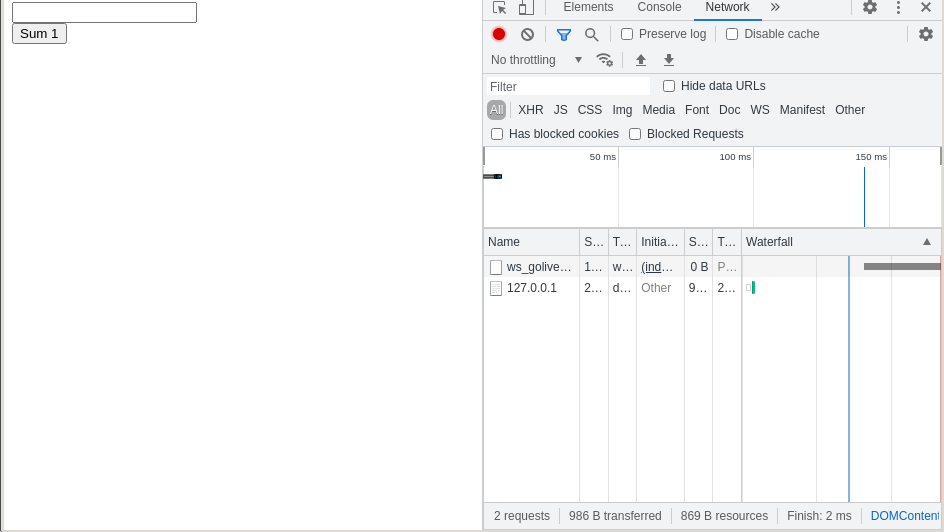 Sum 1
Elements Console Network
Preserve log Disable cache
No throttling
Filter Hide data URLs
All XHR JS CSS Img Media Font Doc WS Manifest Other
Has blocked cookies Blocked Requests
50 ms 100 ms 150 ms
Name S... T... Initia... S... T... Waterfall
ws_golive... 1... w... (ind... 0 B P...
127.0.0.1 2... d... Other 9... 2...
2 requests 986 B transferred 869 B resources Finish: 2 ms DOMContent